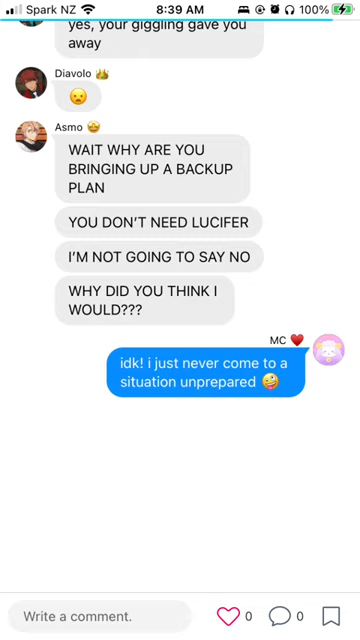 Spark NZ 8:39 AM 100%
yes, your giggling gave you
away
Diavolo 👑
😦
Asmo 🤩
WAIT WHY ARE YOU
BRINGING UP A BACKUP
PLAN
YOU DON'T NEED LUCIFER
I'M NOT GOING TO SAY NO
WHY DID YOU THINK I
WOULD???
MC ♥️
idk! i just never come to a
situation unprepared 🤪
Write a comment. 0 0